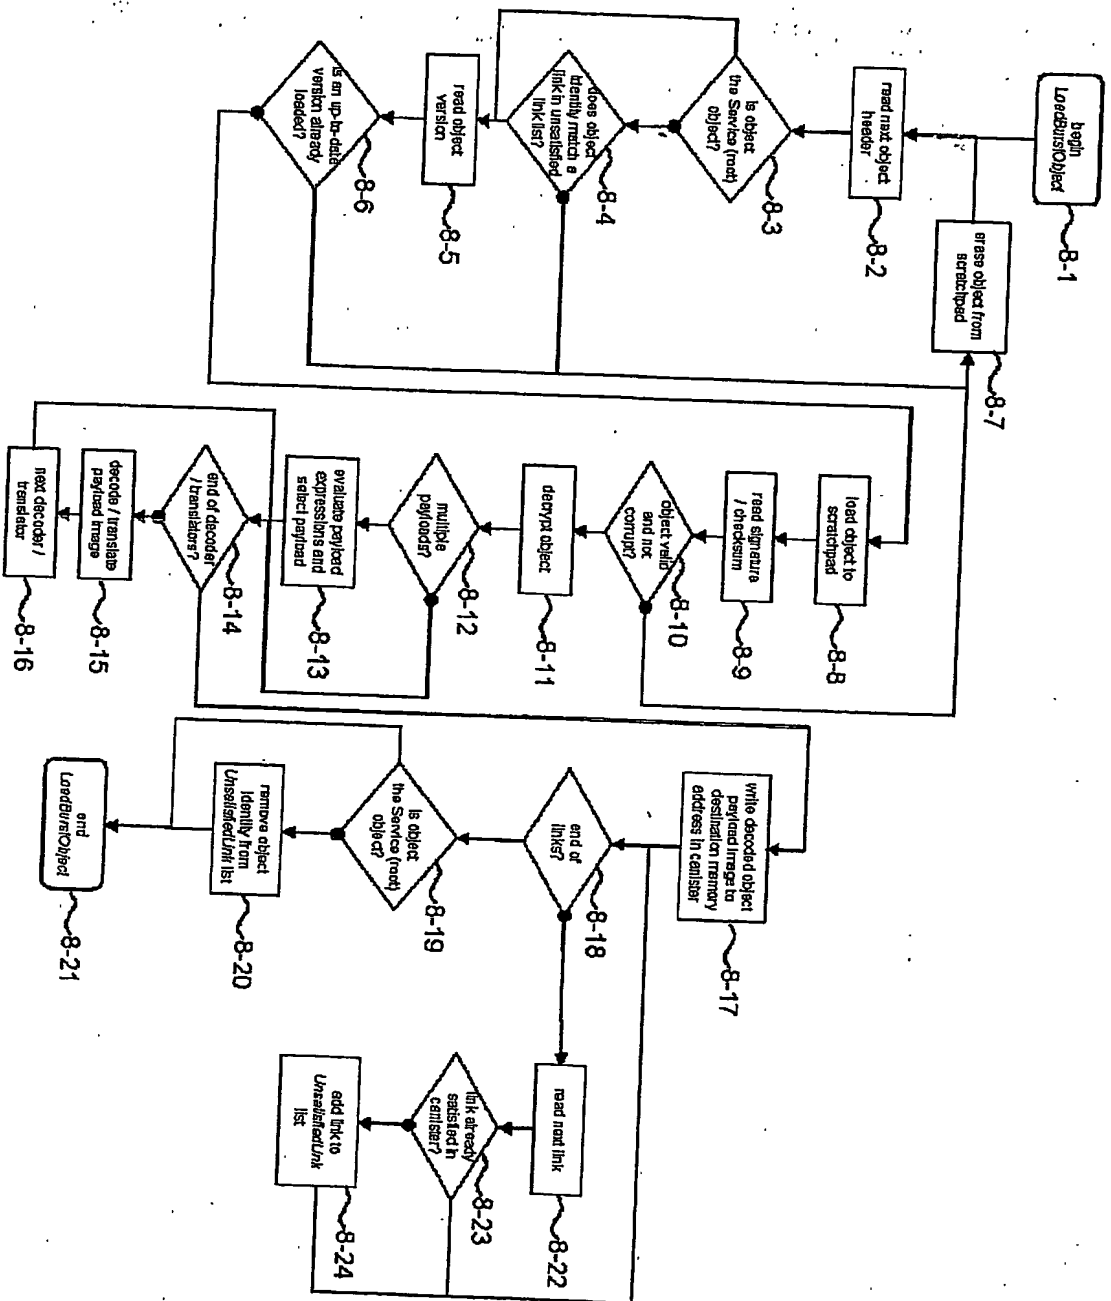 begin
LoadBurstObject
8-1
read next object
header
8-2
is object
the Service (root)
object?
8-3
does object
identity match a
link in unsatisfied
link list?
8-4
read object
version
8-5
is an up-to-date
version already
loaded?
8-6
erase object from
scratchpad
8-7
load object to
scratchpad
8-8
read signature
/ checksum
8-9
object valid
and not
corrupt?
8-10
decrypt object
8-11
multiple
payloads?
8-12
evaluate payload
expressions and
select payload
8-13
end of decoder
/ translators?
8-14
decode / translate
payload image
8-15
next decoder /
translator
8-16
write decoded object
payload image to
destination memory
address in canister
8-17
end of
links?
8-18
is object
the Service (root)
object?
8-19
remove object
identity from
UnsatisfiedLink list
8-20
end
LoadBurstObject
8-21
read next link
8-22
link already
satisfied in
canister?
8-23
add link to
UnsatisfiedLink
list
8-24